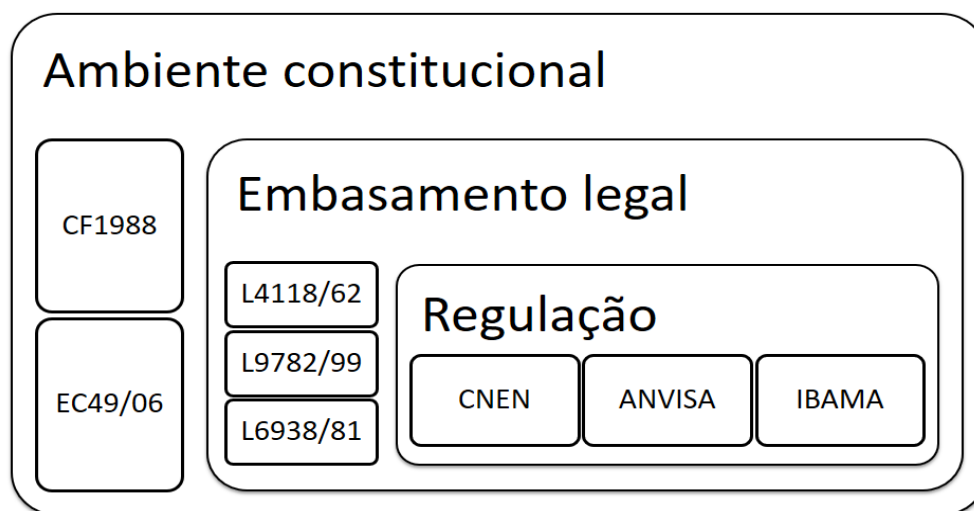 Ambiente constitucional
CF1988
EC49/06
Embasamento legal
L4118/62
L9782/99
L6938/81
Regulação
CNEN
ANVISA
IBAMA